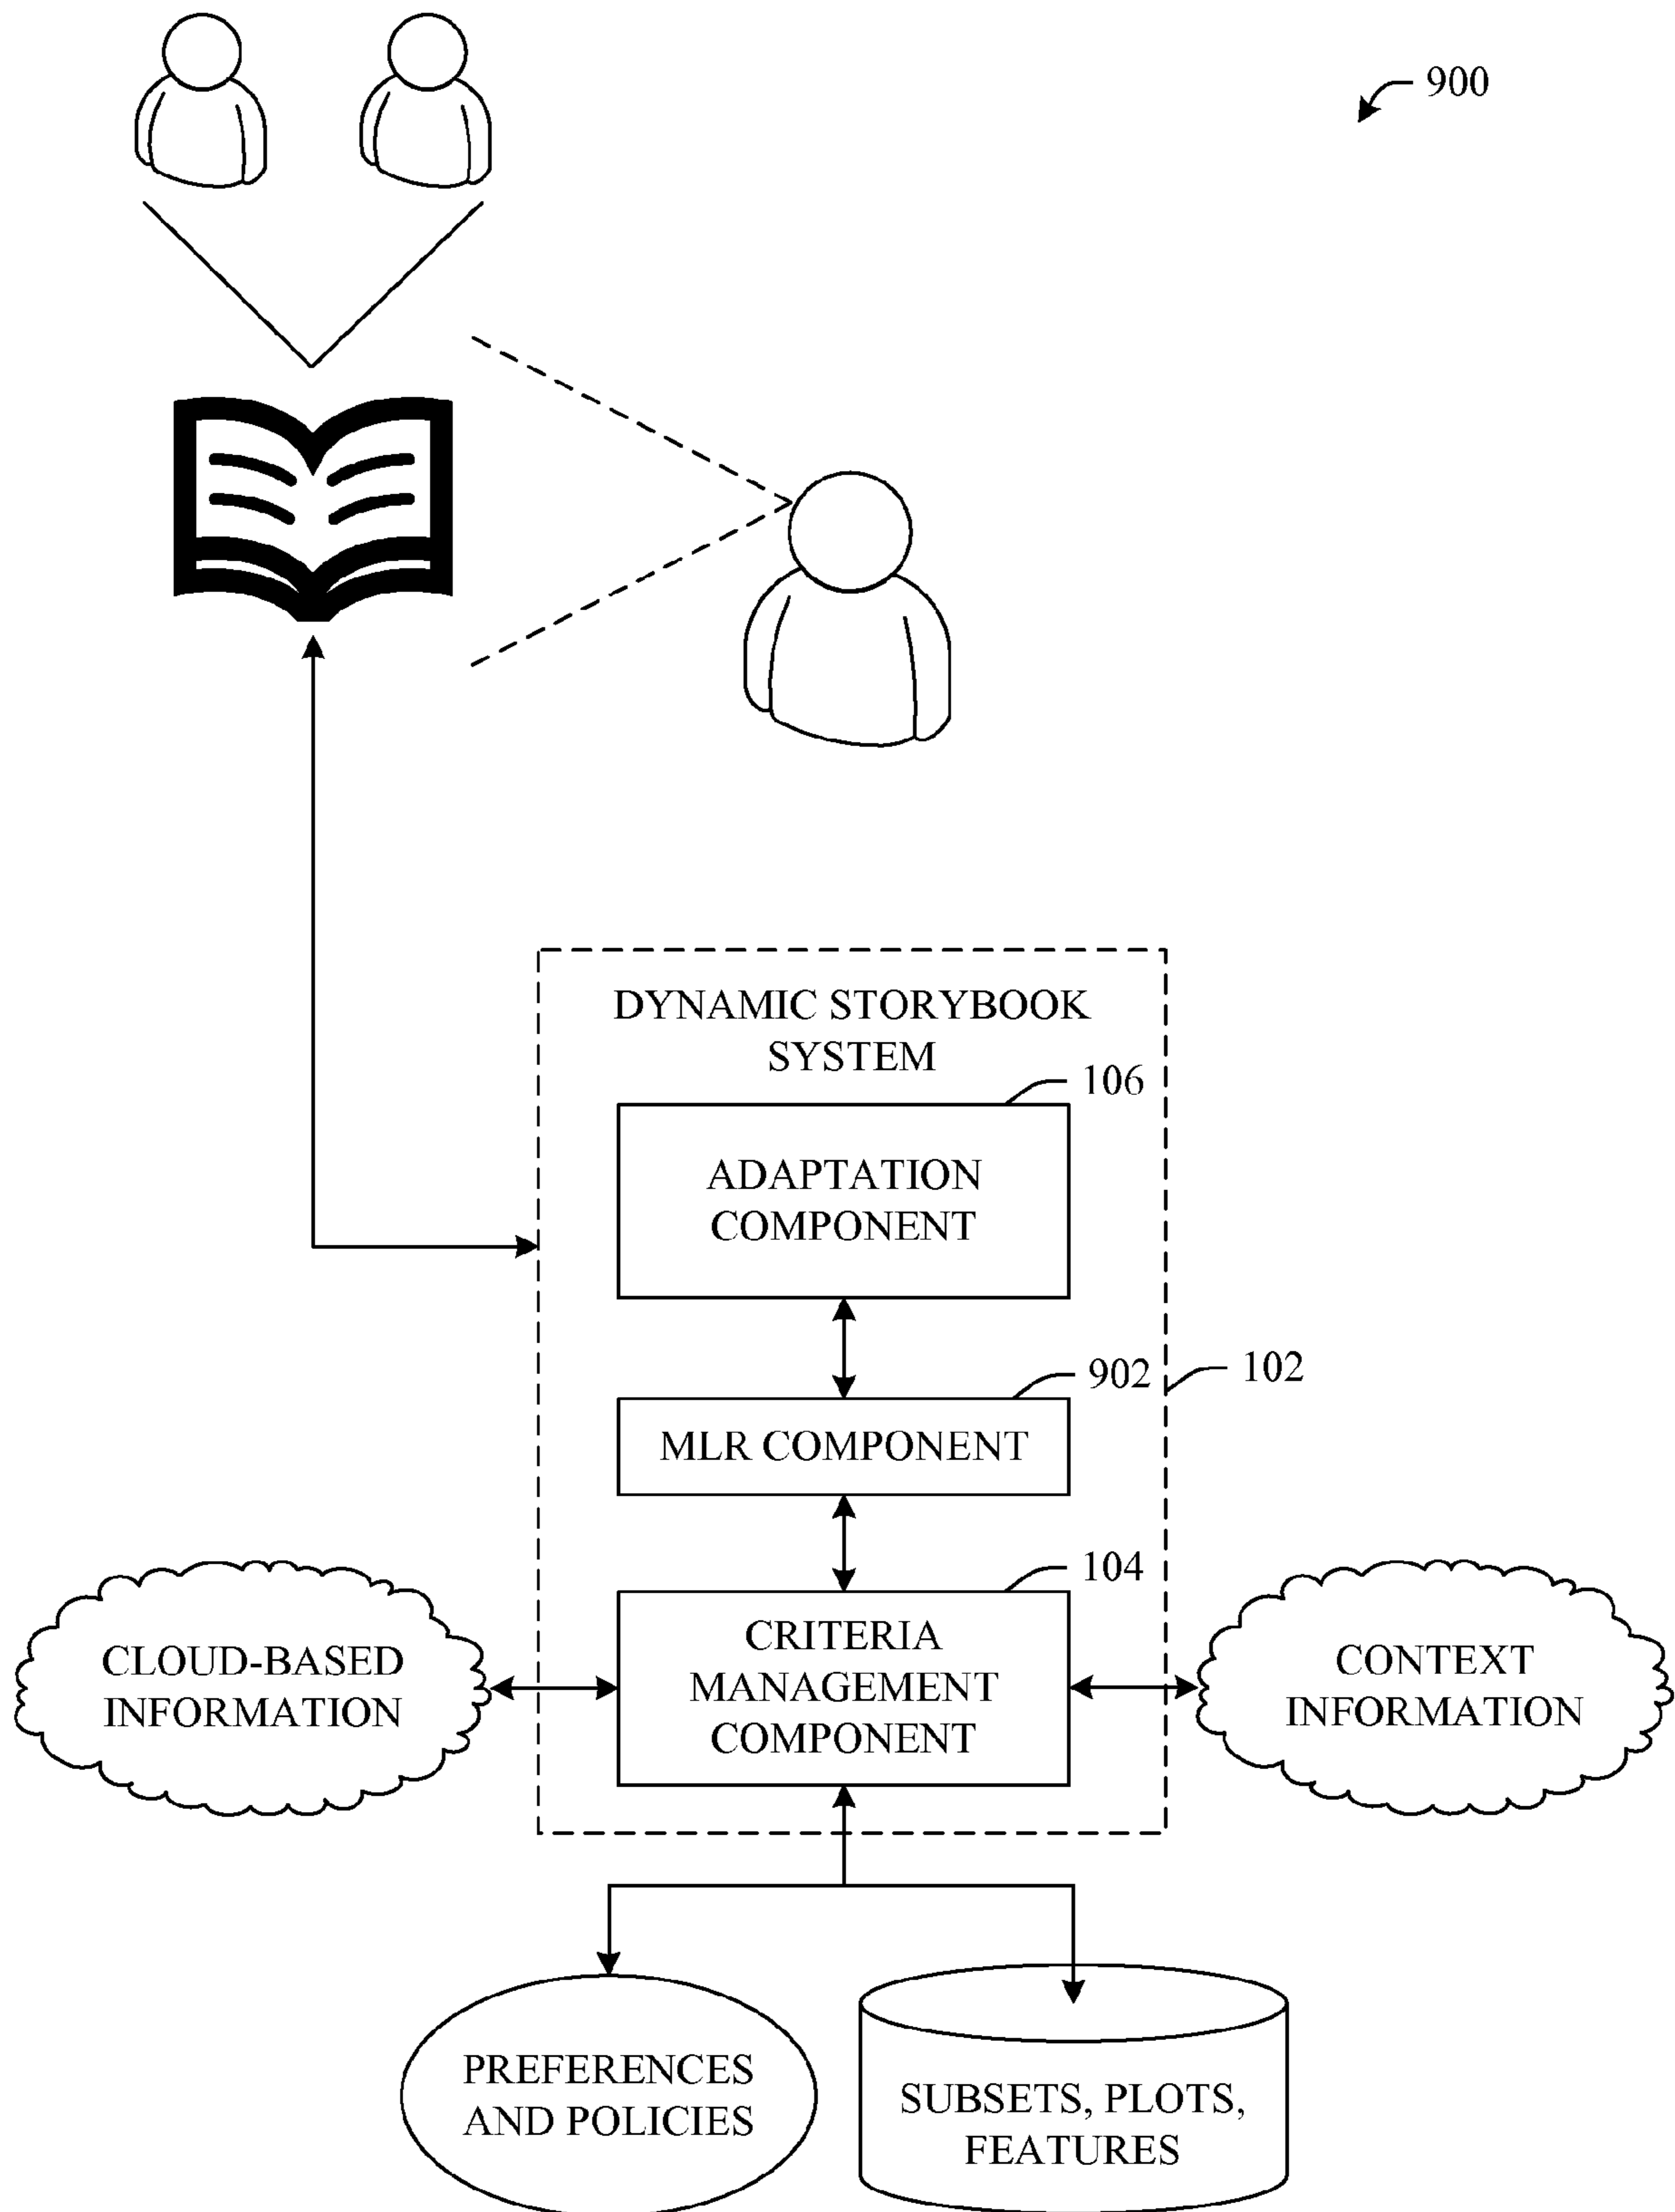 900
DYNAMIC STORYBOOK
SYSTEM
106
ADAPTATION
COMPONENT
902
102
MLR COMPONENT
104
CRITERIA
MANAGEMENT
COMPONENT
CLOUD-BASED
INFORMATION
CONTEXT
INFORMATION
PREFERENCES
AND POLICIES
SUBSETS, PLOTS,
FEATURES